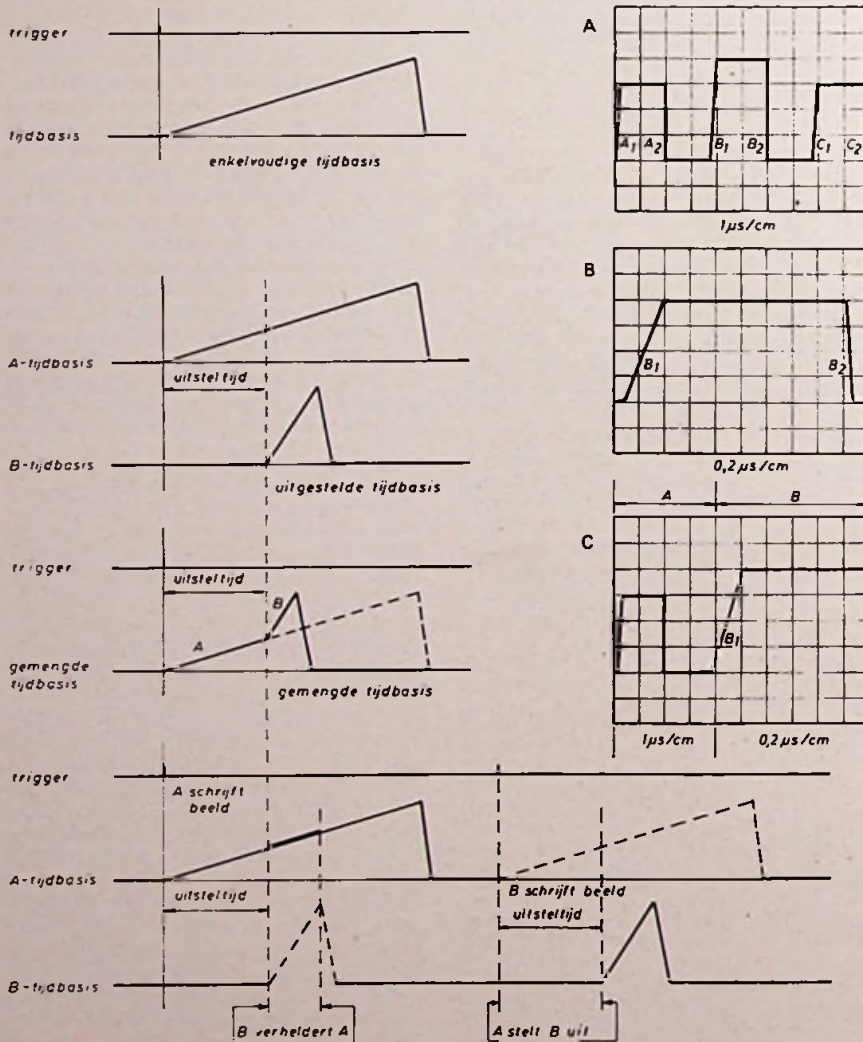 trigger
tijdbasis
enkelvoudige tijdbasis
A
A1 A2 B1 B2 C1 C2
1µs/cm
A-tijdbasis
uitsteltijd
B-tijdbasis
uitgestelde tijdbasis
B
B1 B2
0,2µs/cm
trigger
uitsteltijd
A B
gemengde
tijdbasis
gemengde tijdbasis
A B
C
B1
1µs/cm 0,2µs/cm
trigger
A schrijft
beeld
A-tijdbasis
uitsteltijd
B schrijft beeld
uitsteltijd
B-tijdbasis
B verheldert A
A stelt B uit